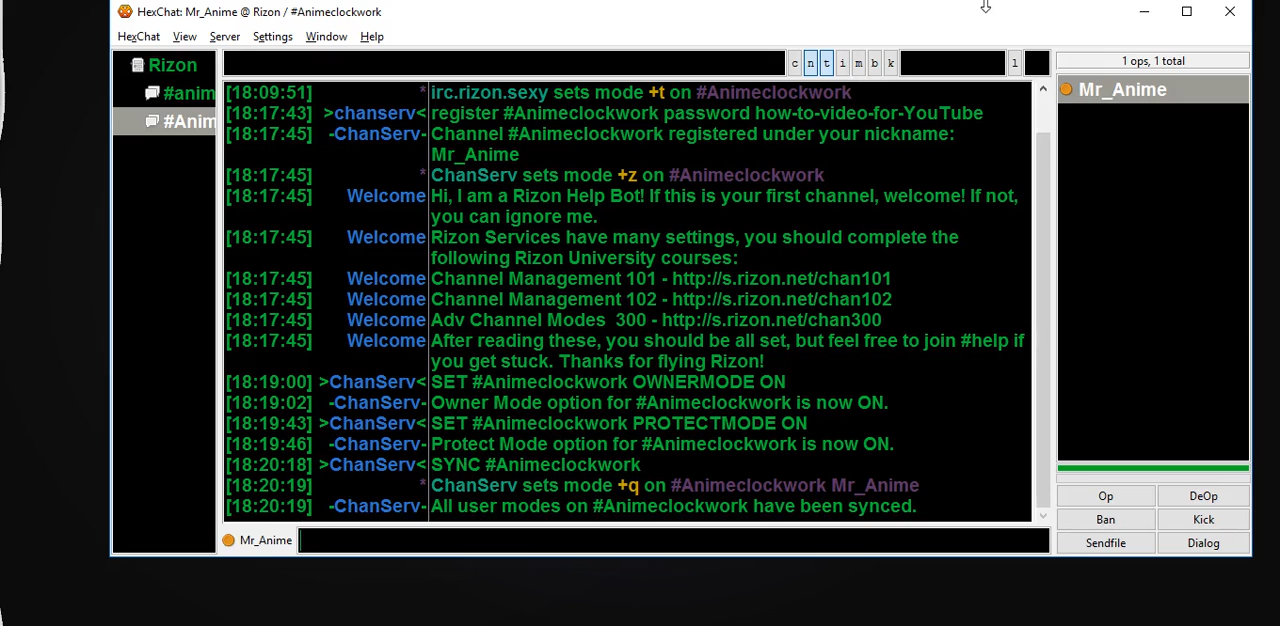 HexChat: Mr_Anime @ Rizon / #Animeclockwork
HexChat View Server Settings Window Help
Rizon
#anim
#Anim
c n t i m b k l
1 ops, 1 total
Mr_Anime
[18:09:51] * irc.rizon.sexy sets mode +t on #Animeclockwork
[18:17:43] >chanserv< register #Animeclockwork password how-to-video-for-YouTube
[18:17:45] -ChanServ- Channel #Animeclockwork registered under your nickname:
Mr_Anime
[18:17:45] * ChanServ sets mode +z on #Animeclockwork
[18:17:45] Welcome Hi, I am a Rizon Help Bot! If this is your first channel, welcome! If not,
you can ignore me.
[18:17:45] Welcome Rizon Services have many settings, you should complete the
following Rizon University courses:
[18:17:45] Welcome Channel Management 101 - http://s.rizon.net/chan101
[18:17:45] Welcome Channel Management 102 - http://s.rizon.net/chan102
[18:17:45] Welcome Adv Channel Modes  300 - http://s.rizon.net/chan300
[18:17:45] Welcome After reading these, you should be all set, but feel free to join #help if
you get stuck. Thanks for flying Rizon!
[18:19:00] >ChanServ< SET #Animeclockwork OWNERMODE ON
[18:19:02] -ChanServ- Owner Mode option for #Animeclockwork is now ON.
[18:19:43] >ChanServ< SET #Animeclockwork PROTECTMODE ON
[18:19:46] -ChanServ- Protect Mode option for #Animeclockwork is now ON.
[18:20:18] >ChanServ< SYNC #Animeclockwork
[18:20:19] * ChanServ sets mode +q on #Animeclockwork Mr_Anime
[18:20:19] -ChanServ- All user modes on #Animeclockwork have been synced.
Mr_Anime
Op DeOp
Ban Kick
Sendfile Dialog